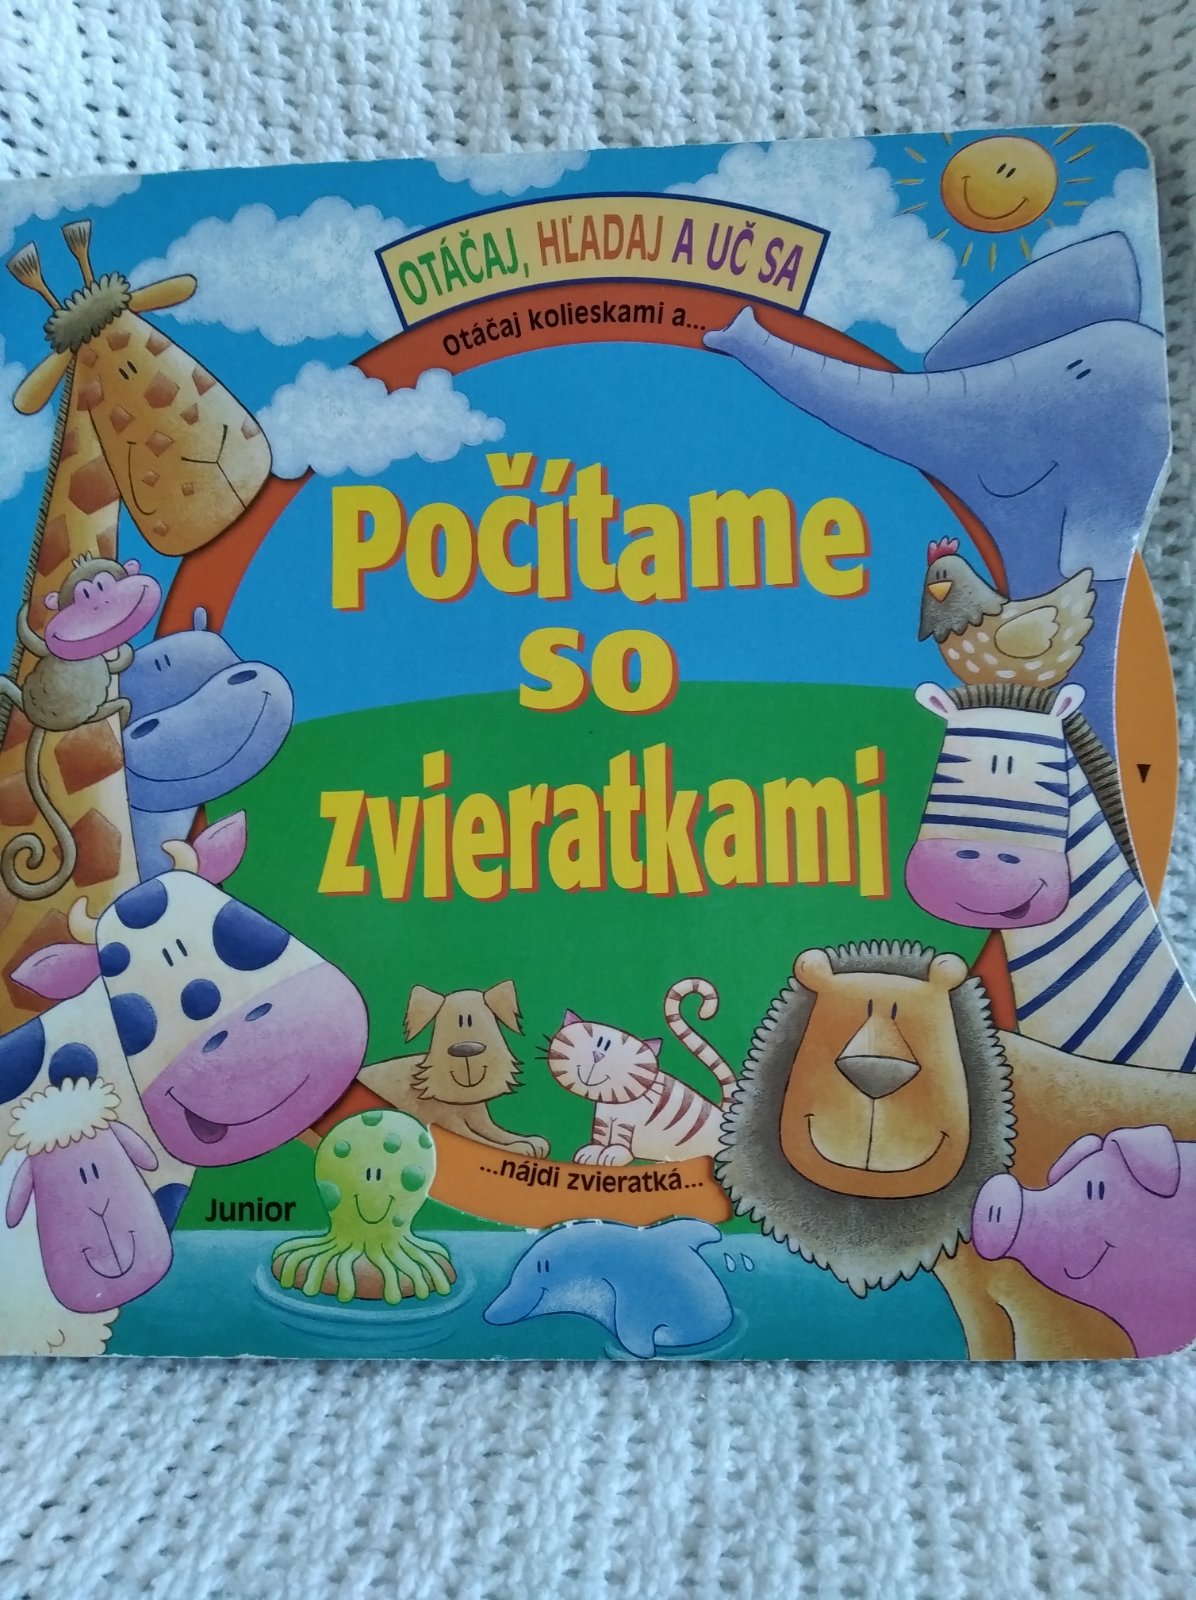 OTÁČAJ, HĽADAJ A UČ SA
Otáčaj kolieskami a...
Počítame
so
zvieratkami
...nájdi zvieratká...
Junior